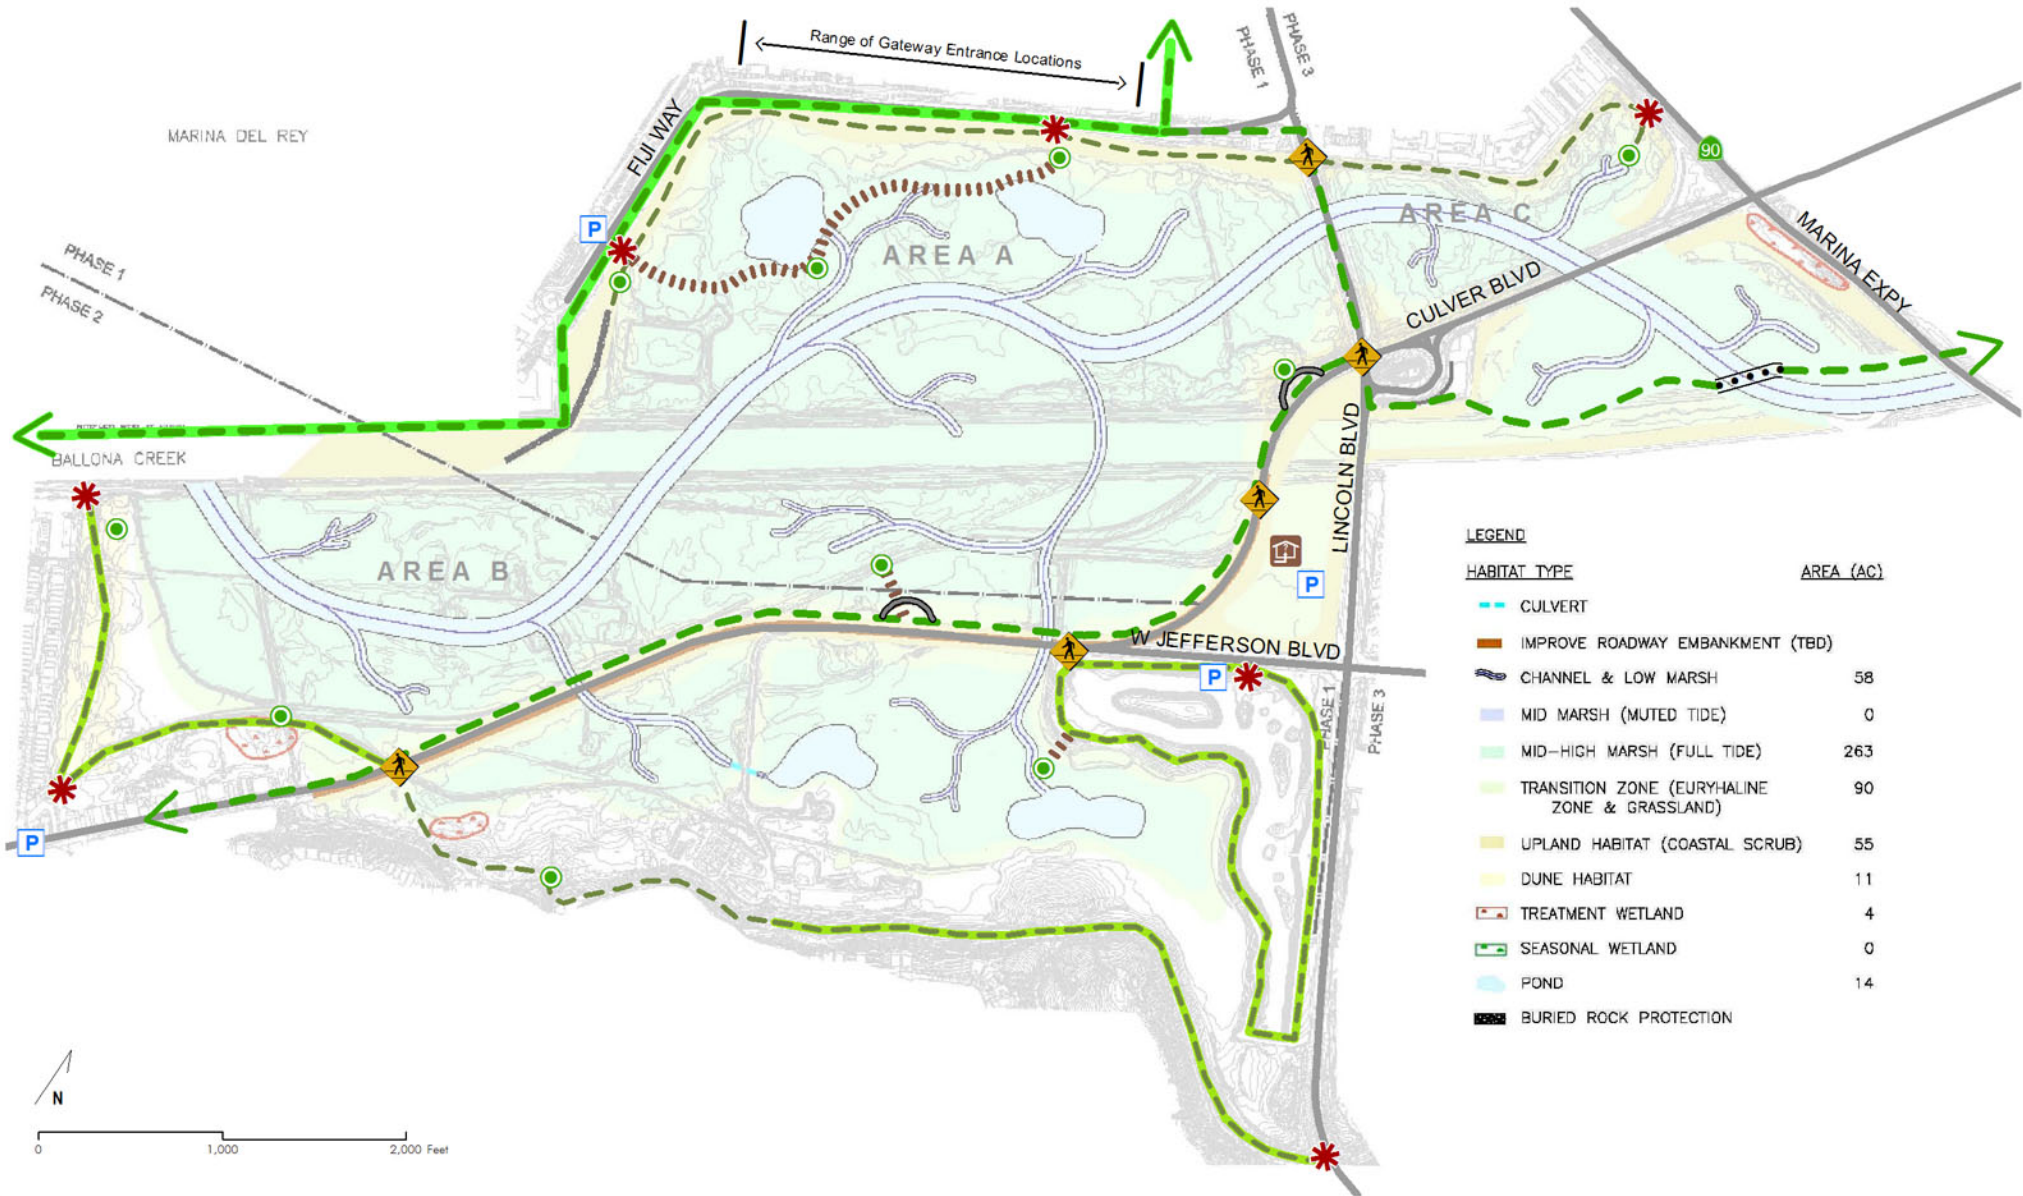 Range of Gateway Entrance Locations
PHASE 1
PHASE 3
MARINA DEL REY
FIJI WAY
90
P
AREA C
AREA A
MARINA EXPY
PHASE 1
PHASE 2
CULVER BLVD
BALLONA CREEK
LINCOLN BLVD
AREA B
P
W JEFFERSON BLVD
P
PHASE 1
PHASE 3
P
LEGEND
HABITAT TYPE AREA (AC)
CULVERT
IMPROVE ROADWAY EMBANKMENT (TBD)
CHANNEL & LOW MARSH 58
MID MARSH (MUTED TIDE) 0
MID-HIGH MARSH (FULL TIDE) 263
TRANSITION ZONE (EURYHALINE 90
ZONE & GRASSLAND)
UPLAND HABITAT (COASTAL SCRUB) 55
DUNE HABITAT 11
TREATMENT WETLAND 4
SEASONAL WETLAND 0
POND 14
BURIED ROCK PROTECTION
N
0 1,000 2,000 Feet